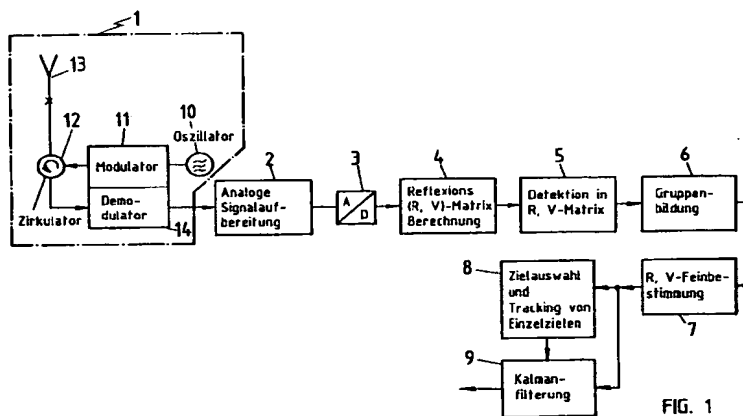 1
13
12
11
10
Oszillator
Modulator
Demo-
dulator
Zirkulator
14
2
Analoge
Signalauf-
bereitung
3
A
D
4
Reflexions
(R, V)-Matrix
Berechnung
5
Detektion in
R, V-Matrix
6
Gruppen-
bildung
8
Zielauswahl
und
Tracking von
Einzelzielen
R, V-Feinbe-
stimmung
7
9
Kalman-
filterung
FIG. 1